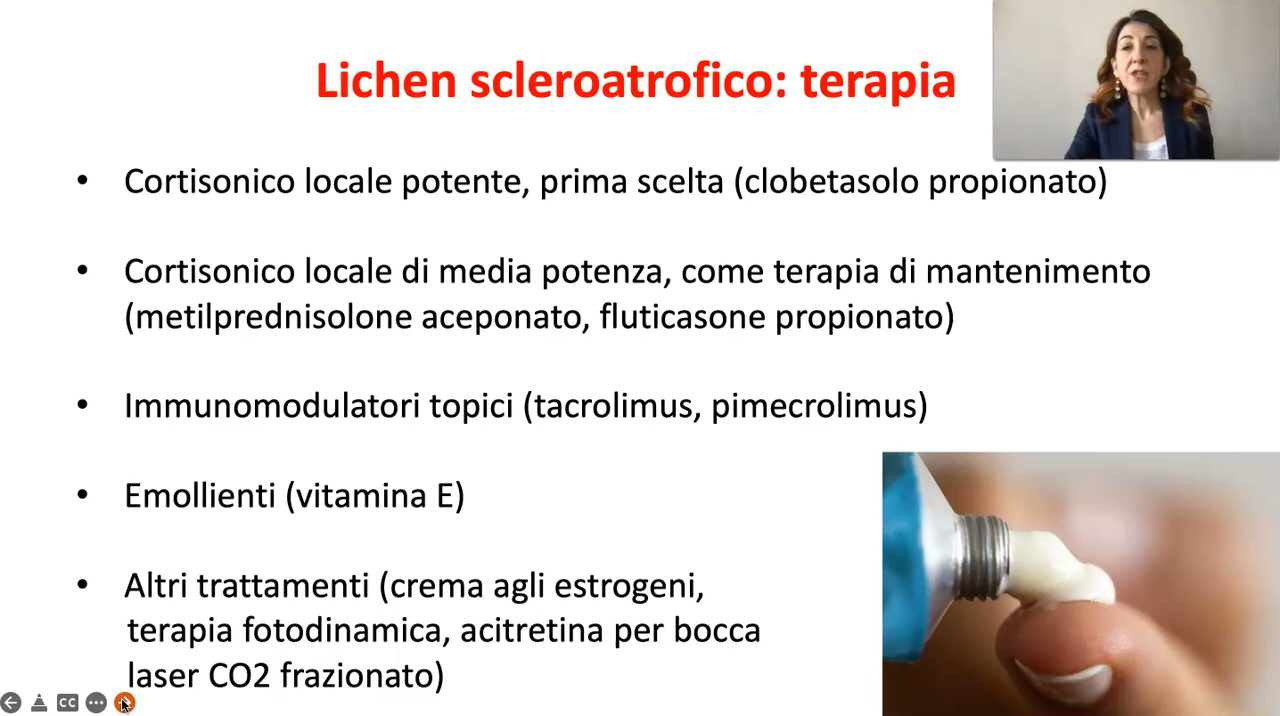 Lichen scleroatrofico: terapia
• Cortisonico locale potente, prima scelta (clobetasolo propionato)
• Cortisonico locale di media potenza, come terapia di mantenimento
(metilprednisolone aceponato, fluticasone propionato)
• Immunomodulatori topici (tacrolimus, pimecrolimus)
• Emollienti (vitamina E)
• Altri trattamenti (crema agli estrogeni,
terapia fotodinamica, acitretina per bocca
laser CO2 frazionato)
CC